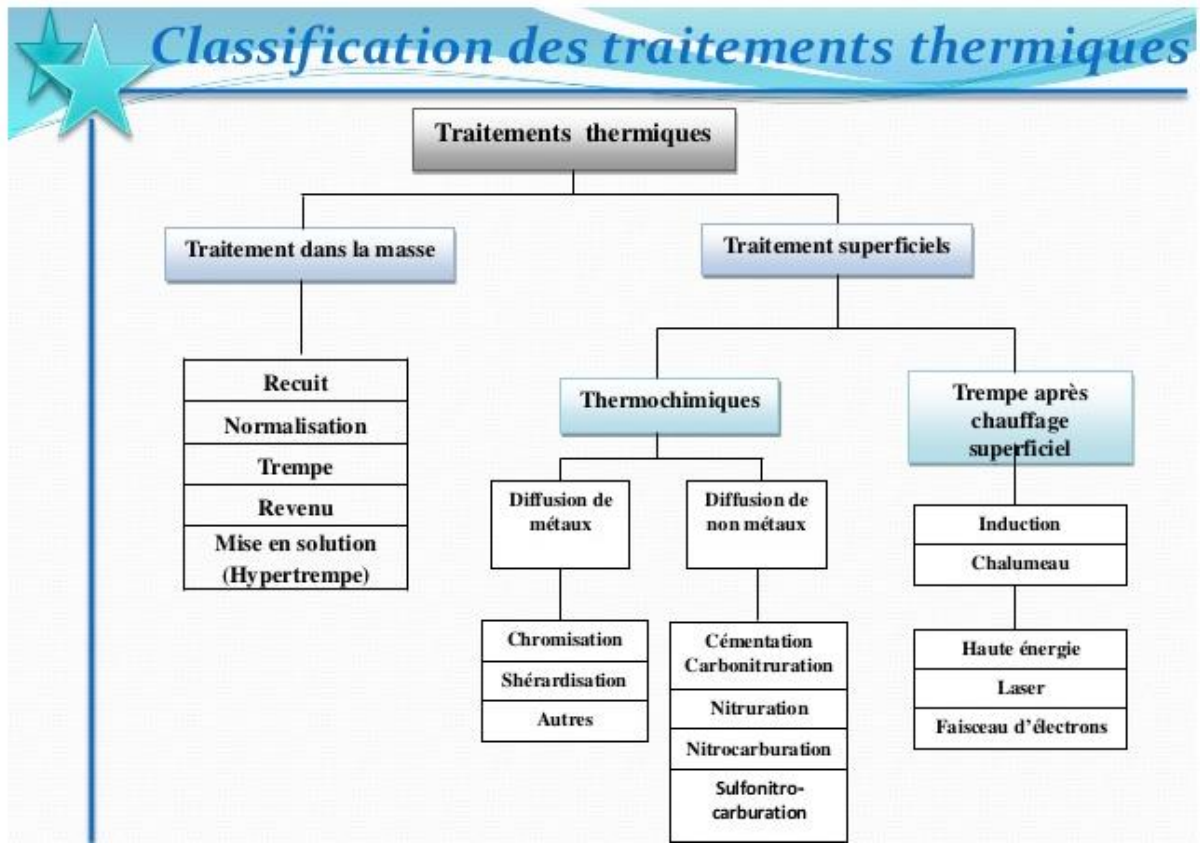 Classification des traitements thermiques
Traitements thermiques
Traitement dans la masse
Traitement superficiels
Recuit
Normalisation
Trempe
Revenu
Mise en solution
(Hypertrempe)
Thermochimiques
Trempe après
chauffage
superficiel
Diffusion de
métaux
Diffusion de
non métaux
Induction
Chalumeau
Chromisation
Shérardisation
Autres
Cémentation
Carbonitruration
Nitruration
Nitrocarburation
Sulfonitro-
carburation
Haute énergie
Laser
Faisceau d'électrons